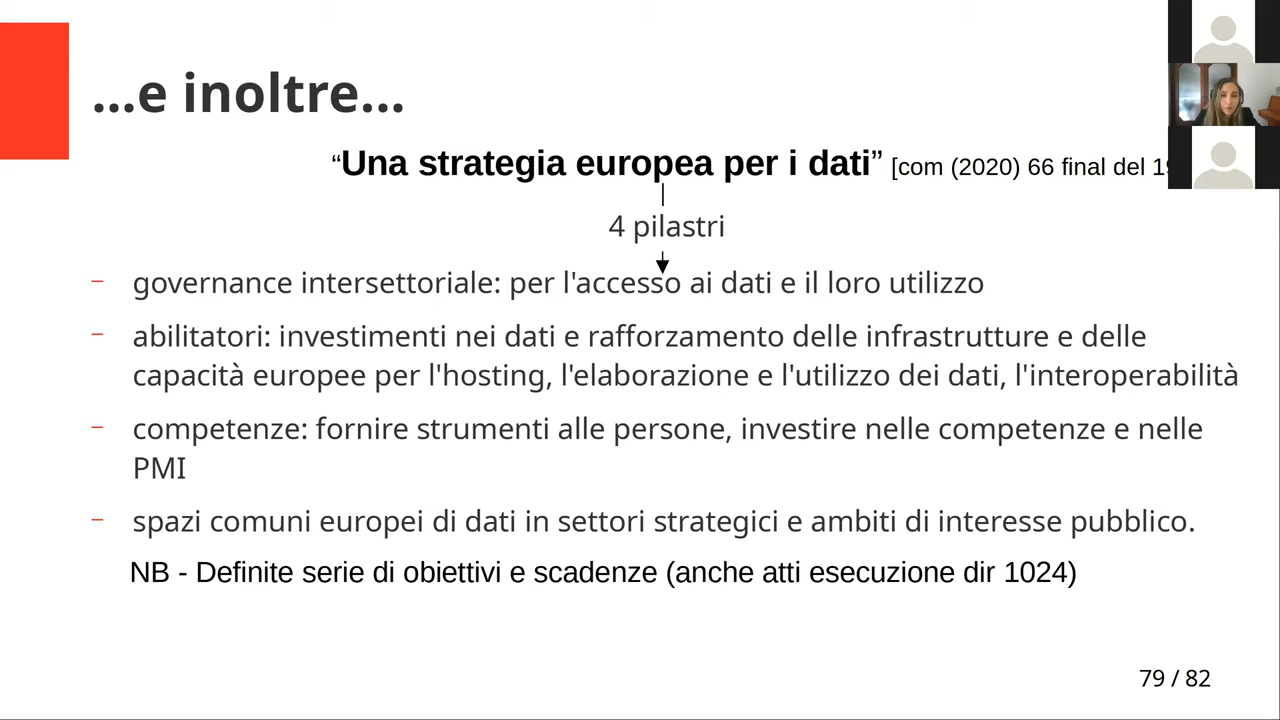 ...e inoltre...
“Una strategia europea per i dati” [com (2020) 66 final del
4 pilastri
– governance intersettoriale: per l'accesso ai dati e il loro utilizzo
– abilitatori: investimenti nei dati e rafforzamento delle infrastrutture e delle
capacità europee per l'hosting, l'elaborazione e l'utilizzo dei dati, l'interoperabilità
– competenze: fornire strumenti alle persone, investire nelle competenze e nelle
PMI
– spazi comuni europei di dati in settori strategici e ambiti di interesse pubblico.
NB - Definite serie di obiettivi e scadenze (anche atti esecuzione dir 1024)
79 / 82